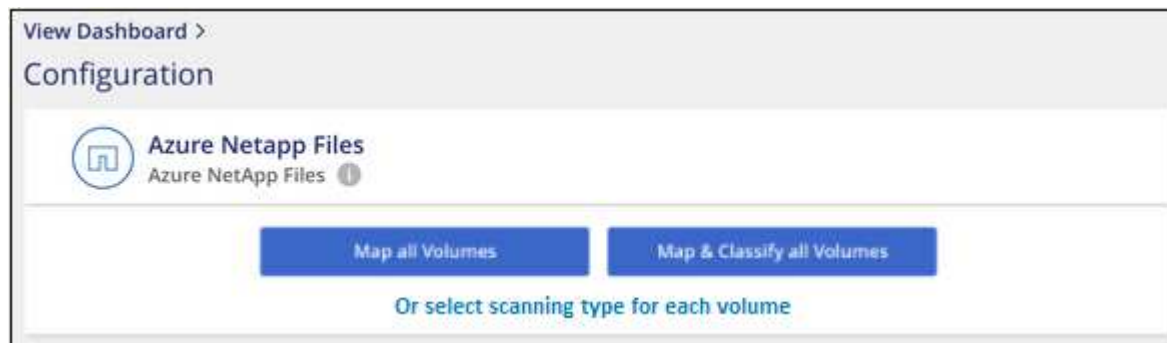 View Dashboard >
Configuration
Azure Netapp Files
Azure NetApp Files i
Map all Volumes Map & Classify all Volumes
Or select scanning type for each volume